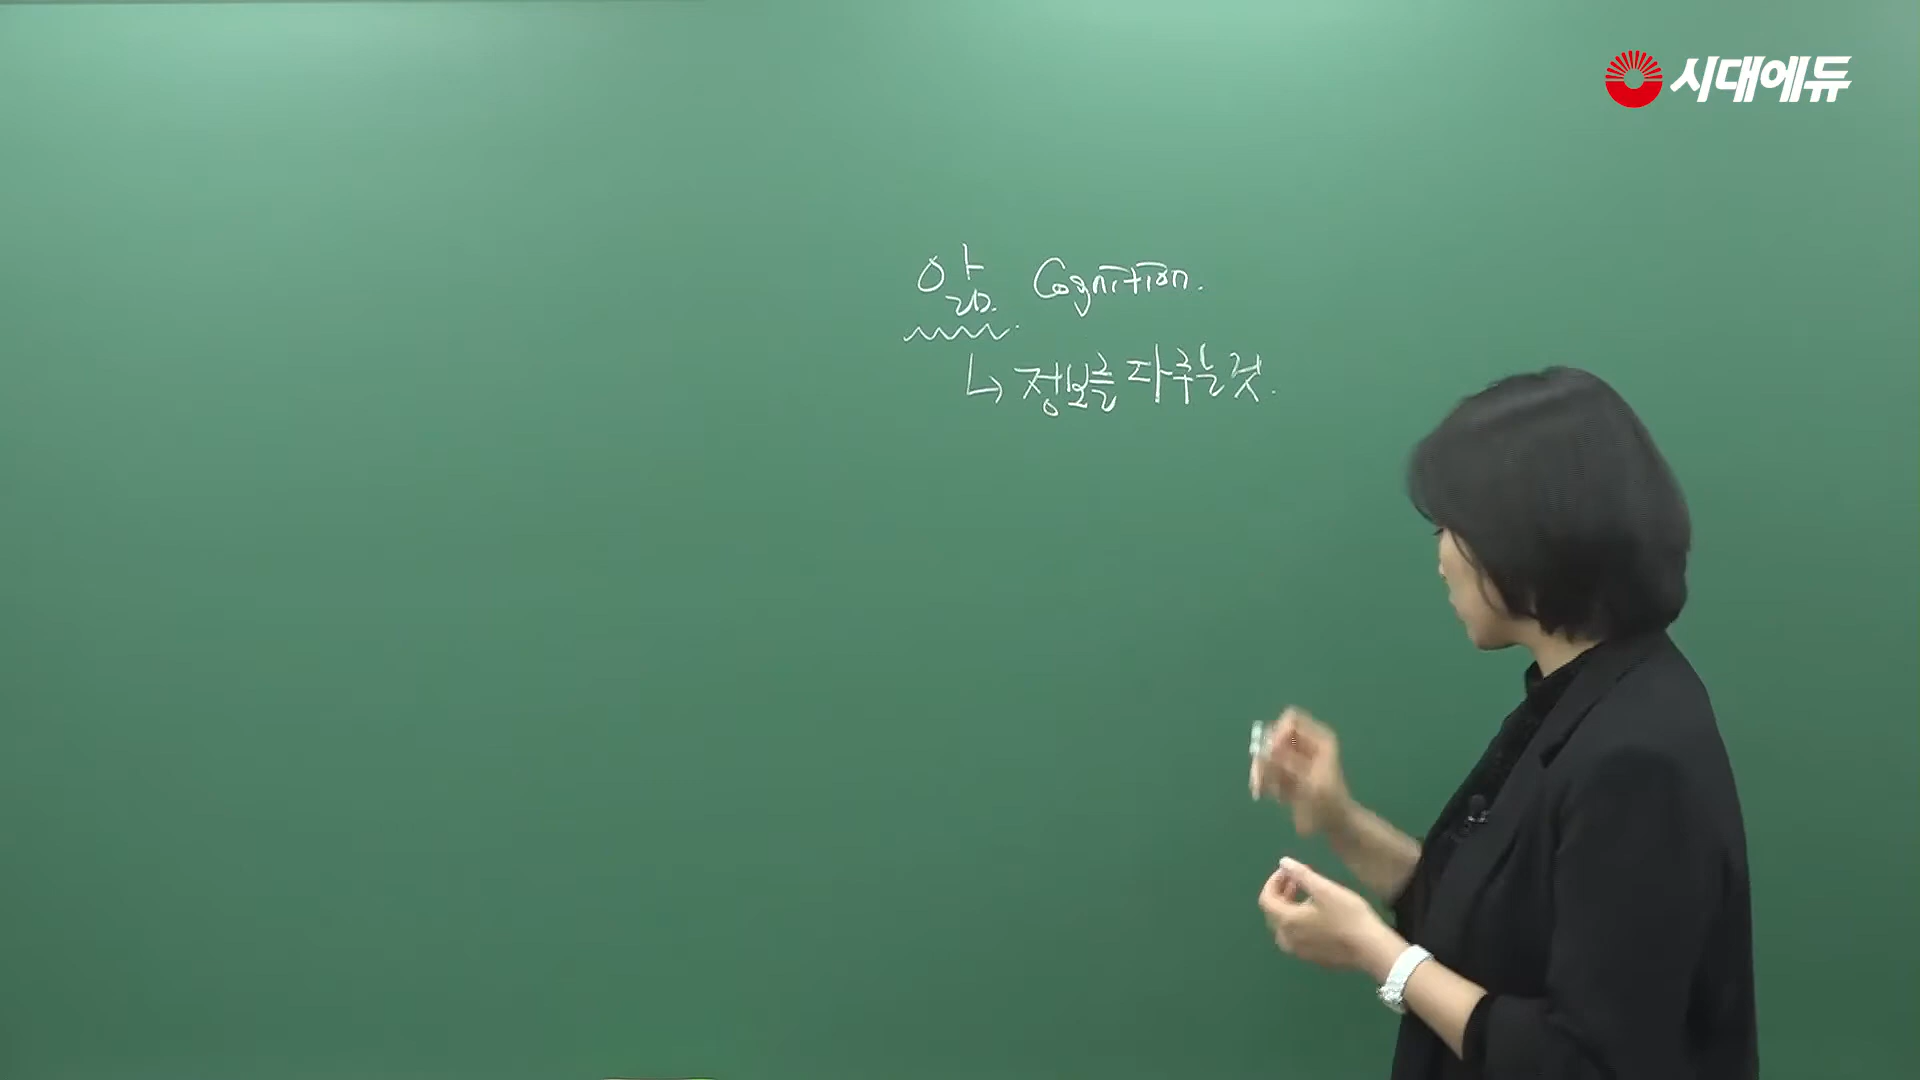 시대에듀
앎 Cognition.
↳ 정보를 다루는 것.